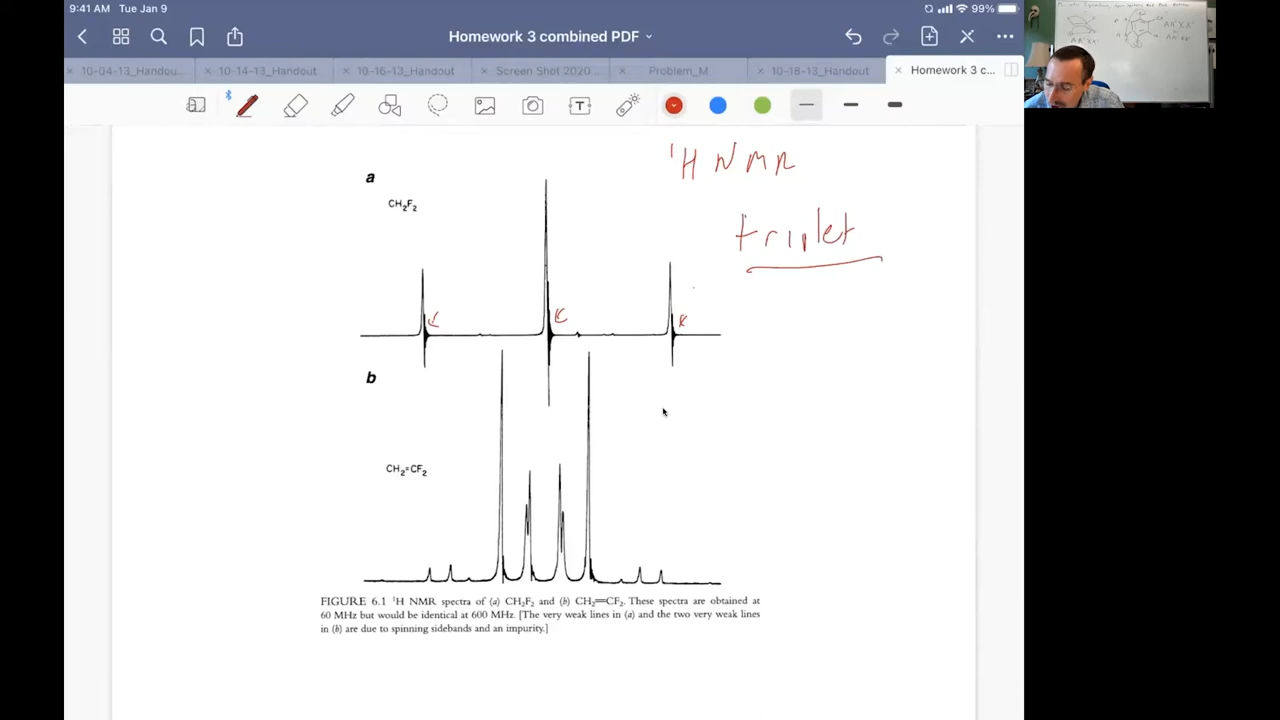 9:41 AM Tue Jan 9
99%
Homework 3 combined PDF
10-04-13_Handou...
10-14-13_Handout
10-16-13_Handout
Screen Shot 2020...
Problem_M
10-18-13_Handout
Homework 3 c...
T
¹H NMR
a
CH₂F₂
triplet
b
CH₂=CF₂
FIGURE 6.1 ¹H NMR spectra of (a) CH₂F₂ and (b) CH₂═CF₂. These spectra are obtained at
60 MHz but would be identical at 600 MHz. [The very weak lines in (a) and the two very weak lines
in (b) are due to spinning sidebands and an impurity.]